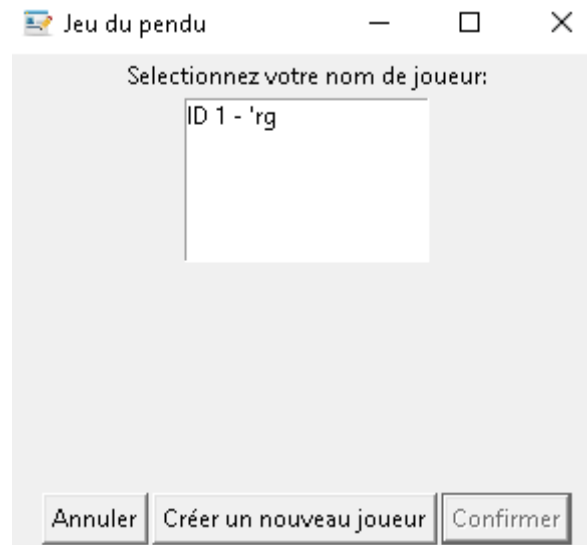 Jeu du pendu
Selectionnez votre nom de joueur:
ID 1 - 'rg
Annuler Créer un nouveau joueur Confirmer